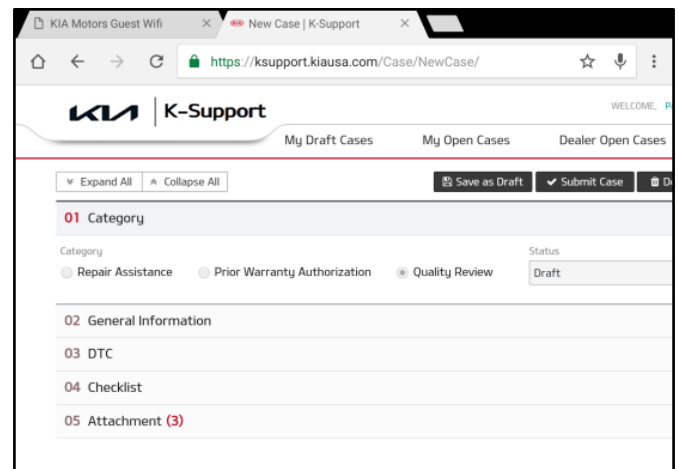 KIA Motors Guest Wifi
New Case | K-Support
https://ksupport.kiausa.com/Case/NewCase/
KIA K-Support
WELCOME,
My Draft Cases My Open Cases Dealer Open Cases
Expand All Collapse All Save as Draft Submit Case
01 Category
Category Status
Repair Assistance Prior Warranty Authorization Quality Review Draft
02 General Information
03 DTC
04 Checklist
05 Attachment (3)